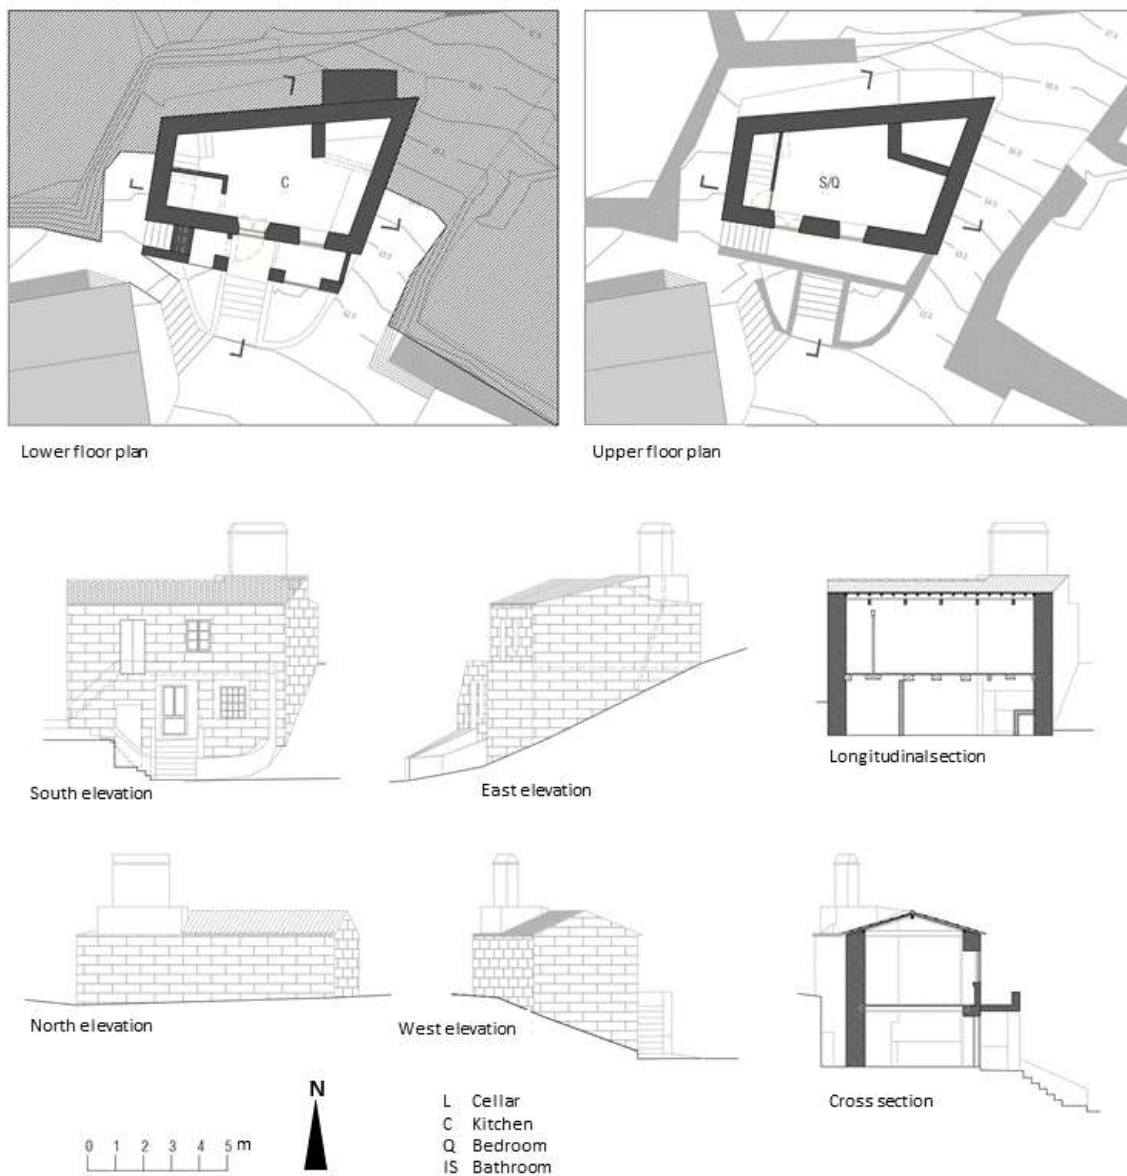 C
S/Q
Lower floor plan
Upper floor plan
South elevation
East elevation
Longitudinal section
North elevation
West elevation
Cross section
N
0 1 2 3 4 5 m
L Cellar
C Kitchen
Q Bedroom
IS Bathroom